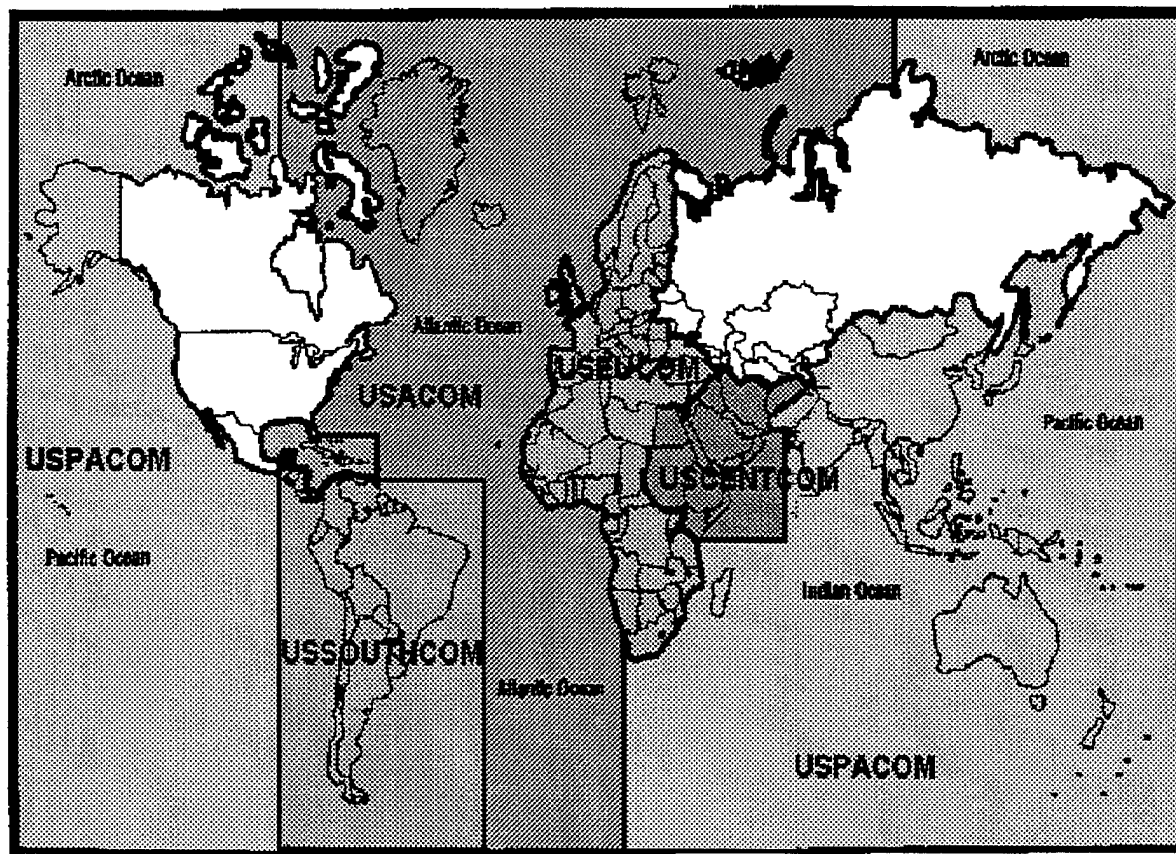 Arctic Ocean
Arctic Ocean
Atlantic Ocean
USEUCOM
USACOM
Pacific Ocean
USPACOM
USCENTCOM
Pacific Ocean
Indian Ocean
USSOUTHCOM
Atlantic Ocean
USPACOM